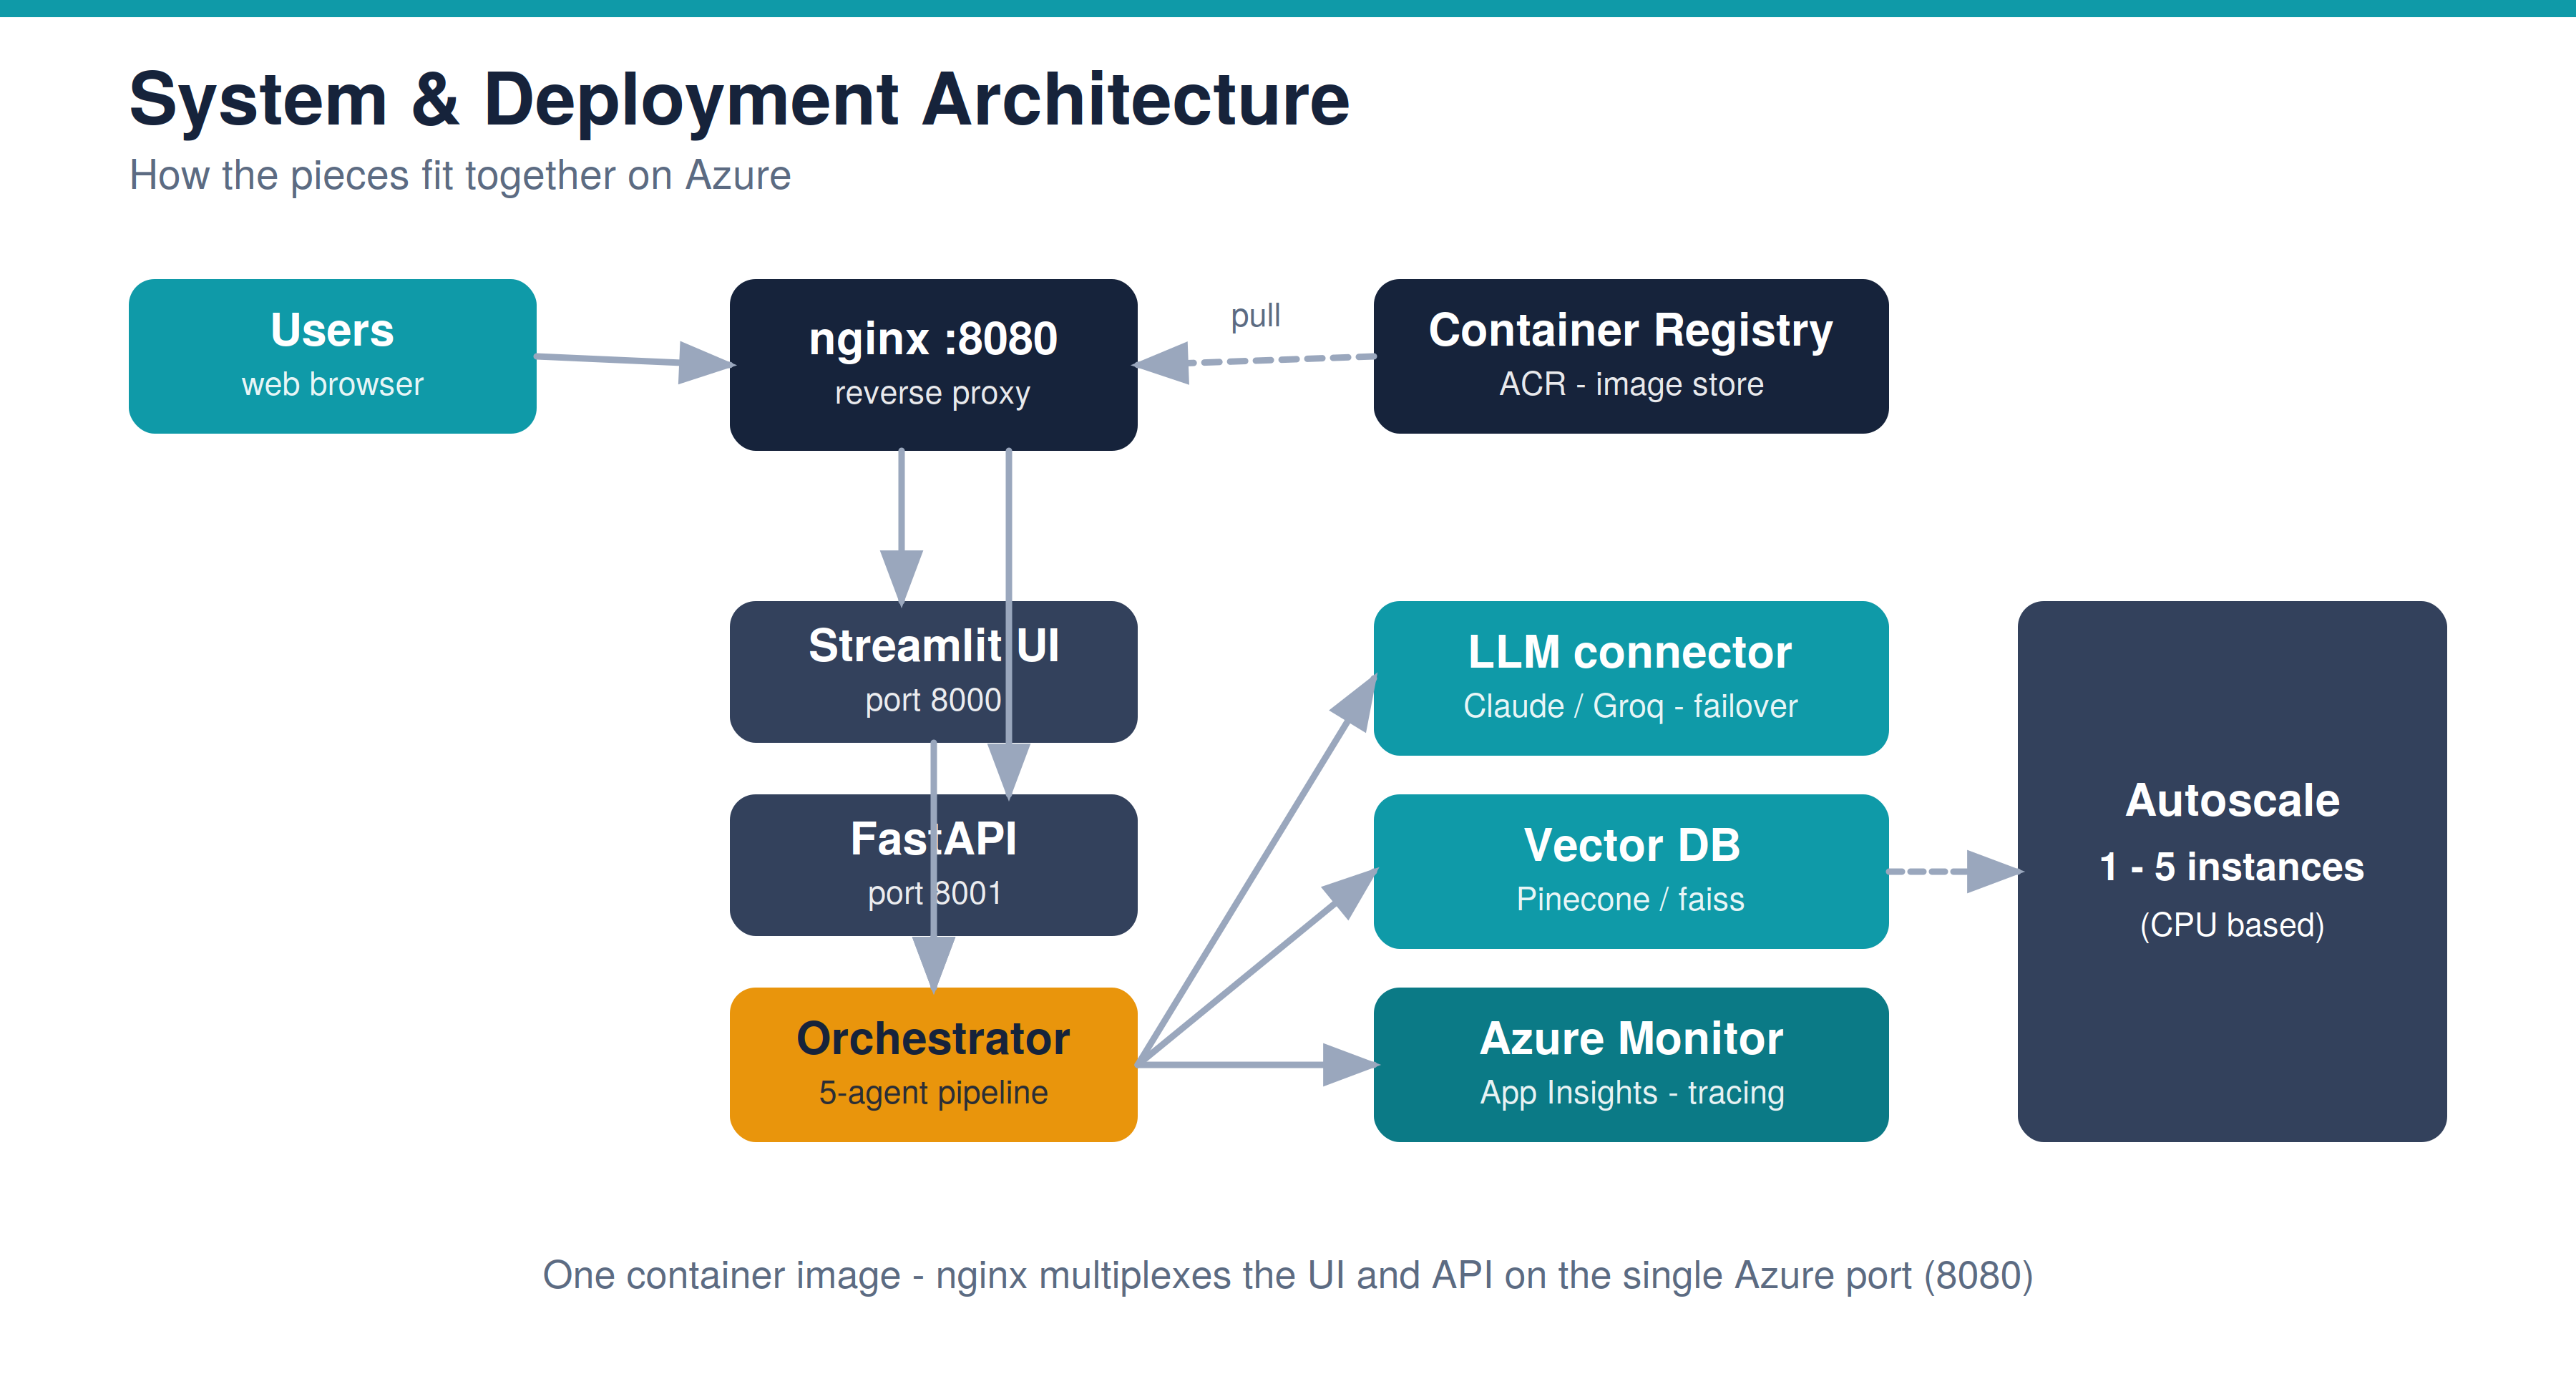 System & Deployment Architecture
How the pieces fit together on Azure
Users
web browser
nginx :8080
reverse proxy
pull
Container Registry
ACR - image store
Streamlit UI
port 8000
LLM connector
Claude / Groq - failover
FastAPI
port 8001
Vector DB
Pinecone / faiss
Autoscale
1 - 5 instances
(CPU based)
Orchestrator
5-agent pipeline
Azure Monitor
App Insights - tracing
One container image - nginx multiplexes the UI and API on the single Azure port (8080)